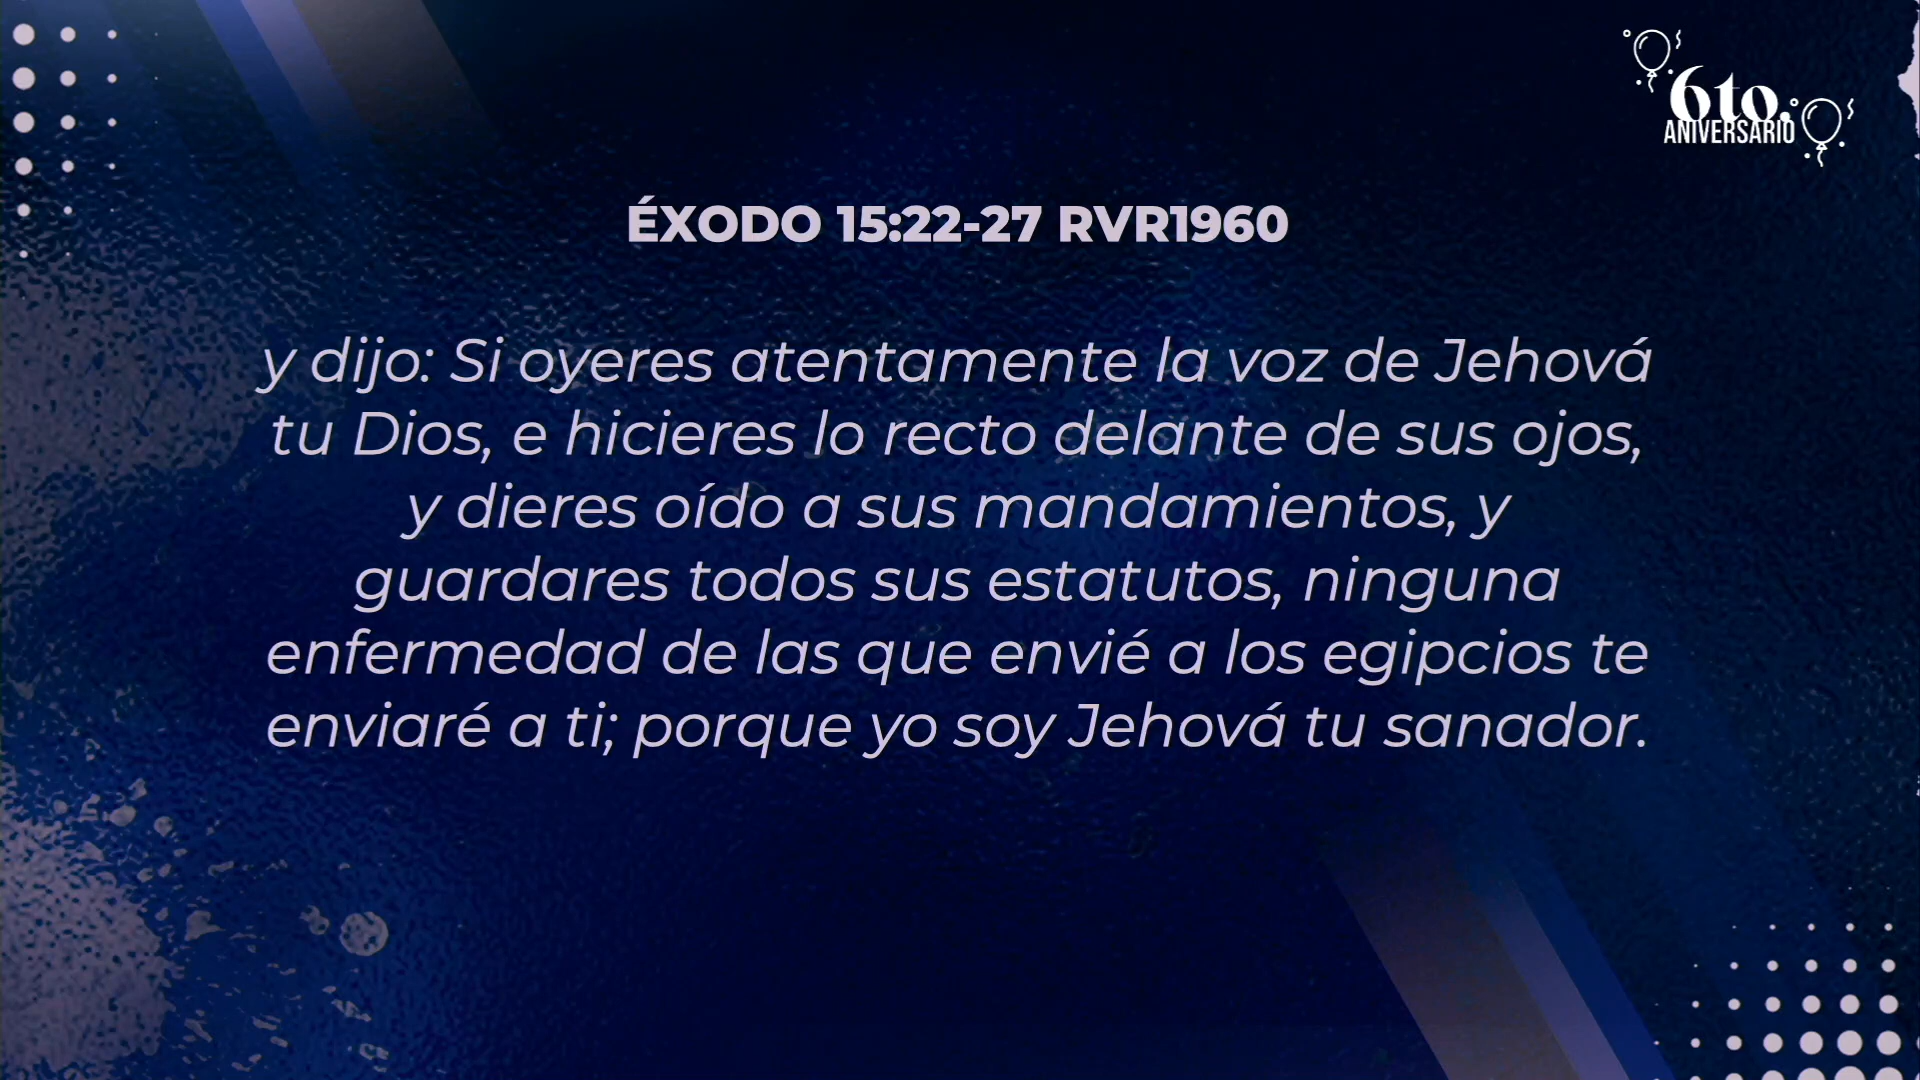 6to.
ANIVERSARIO
ÉXODO 15:22-27 RVR1960
y dijo: Si oyeres atentamente la voz de Jehová
tu Dios, e hicieres lo recto delante de sus ojos,
y dieres oído a sus mandamientos, y
guardares todos sus estatutos, ninguna
enfermedad de las que envié a los egipcios te
enviaré a ti; porque yo soy Jehová tu sanador.